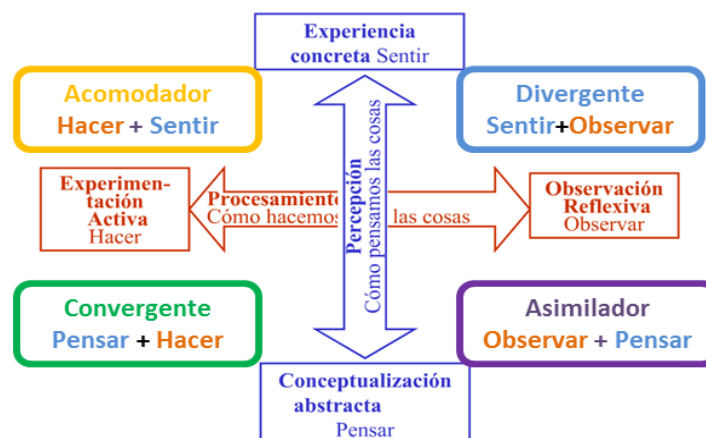 Experiencia
concreta Sentir
Acomodador
Hacer + Sentir
Divergente
Sentir+Observar
Experimen-
tación
Activa
Hacer
Procesamiento
Cómo hacemos las cosas
Percepción
Cómo pensamos las cosas
Observación
Reflexiva
Observar
Convergente
Pensar + Hacer
Asimilador
Observar + Pensar
Conceptualización
abstracta
Pensar